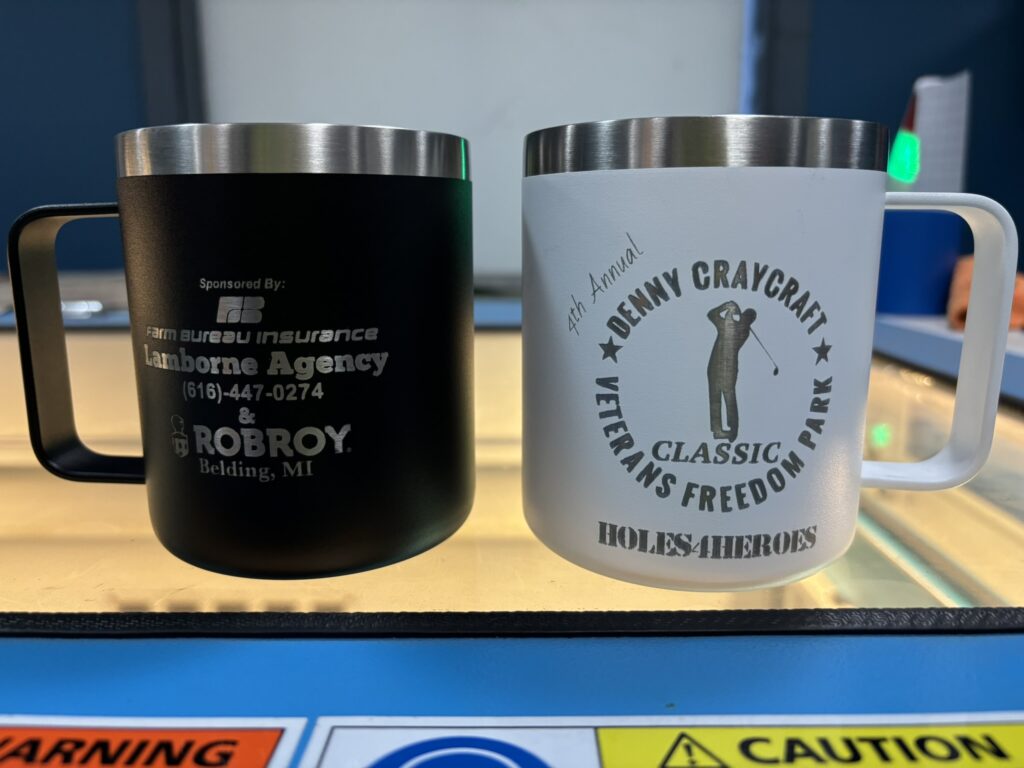 Sponsored By:
FB
Farm Bureau Insurance
Lamborne Agency
(616)-447-0274
&
ROBROY®
Belding, MI
4th Annual
DENNY CRAYCRAFT
CLASSIC
VETERANS FREEDOM PARK
HOLES4HEROES
WARNING
CAUTION